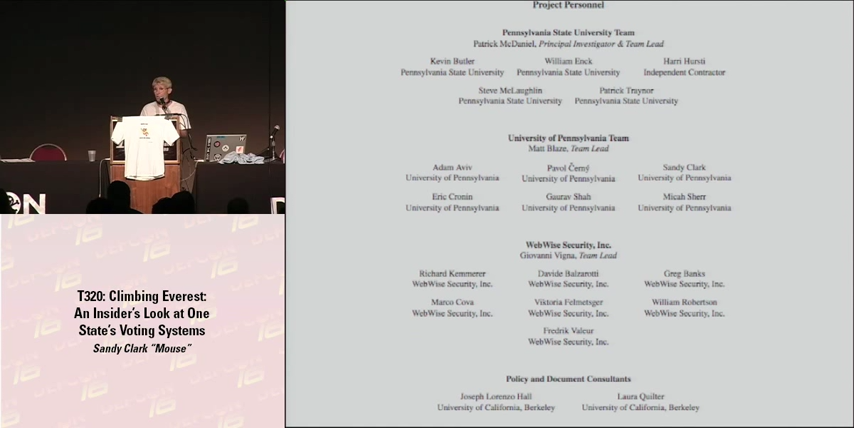 Project Personnel
Pennsylvania State University Team
Patrick McDaniel, Principal Investigator & Team Lead
Kevin Butler William Enck Harri Hursti
Pennsylvania State University Pennsylvania State University Independent Contractor
Steve McLaughlin Patrick Traynor
Pennsylvania State University Pennsylvania State University
University of Pennsylvania Team
Matt Blaze, Team Lead
Adam Aviv Pavol Černý Sandy Clark
University of Pennsylvania University of Pennsylvania University of Pennsylvania
Eric Cronin Gaurav Shah Micah Sherr
University of Pennsylvania University of Pennsylvania University of Pennsylvania
WebWise Security, Inc.
Giovanni Vigna, Team Lead
Richard Kemmerer Davide Balzarotti Greg Banks
WebWise Security, Inc. WebWise Security, Inc. WebWise Security, Inc.
Marco Cova Viktoria Felmetsger William Robertson
WebWise Security, Inc. WebWise Security, Inc. WebWise Security, Inc.
Fredrik Valeur
WebWise Security, Inc.
Policy and Document Consultants
Joseph Lorenzo Hall Laura Quilter
University of California, Berkeley University of California, Berkeley
ON D
T320: Climbing Everest:
An Insider's Look at One
State's Voting Systems
Sandy Clark "Mouse"